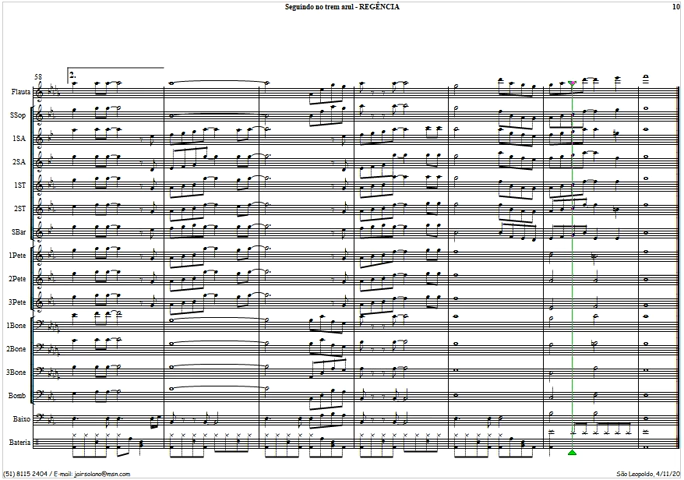 Seguindo no trem azul - REGÊNCIA
10
2.
58
Flauta
SSop
1SA
2SA
1ST
2ST
SBar
1Pete
2Pete
3Pete
1Bone
2Bone
3Bone
Bomb
Baixo
Bateria
(51) 8115 2404 / E-mail: jairsolano@msn.com
São Leopoldo, 4/11/20